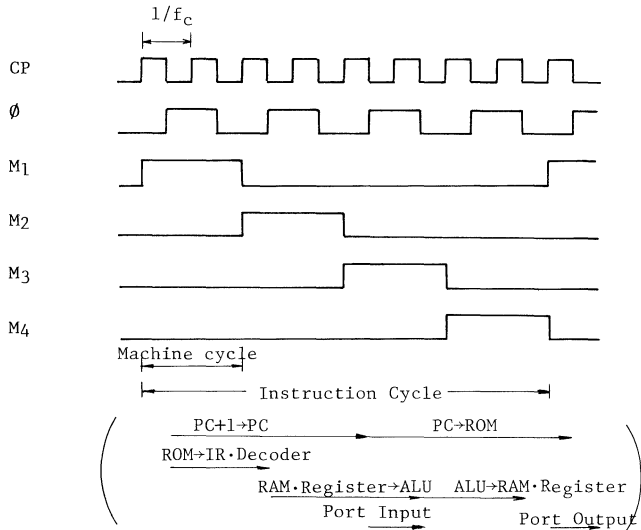 1/fc
CP
Ø
M1
M2
M3
M4
Machine cycle
Instruction Cycle
PC+1→PC PC→ROM
ROM→IR·Decoder
RAM·Register→ALU ALU→RAM·Register
Port Input
Port Output